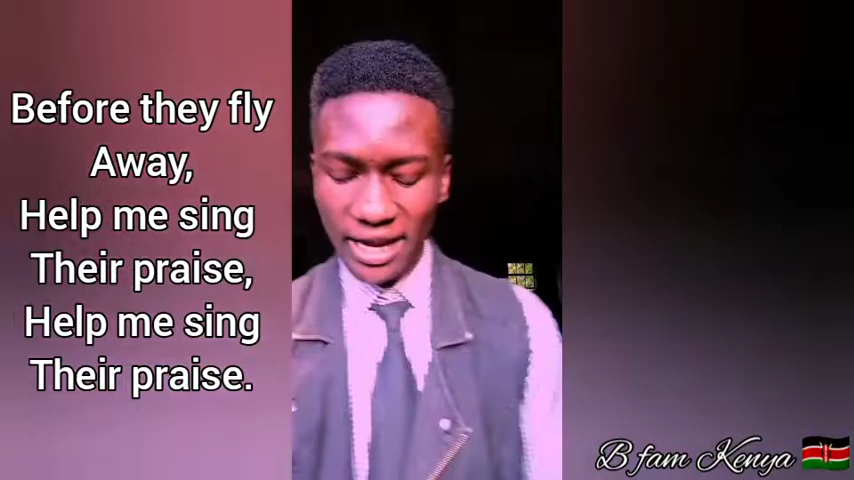 Before they fly
Away,
Help me sing
Their praise,
Help me sing
Their praise.
B fam Kenya